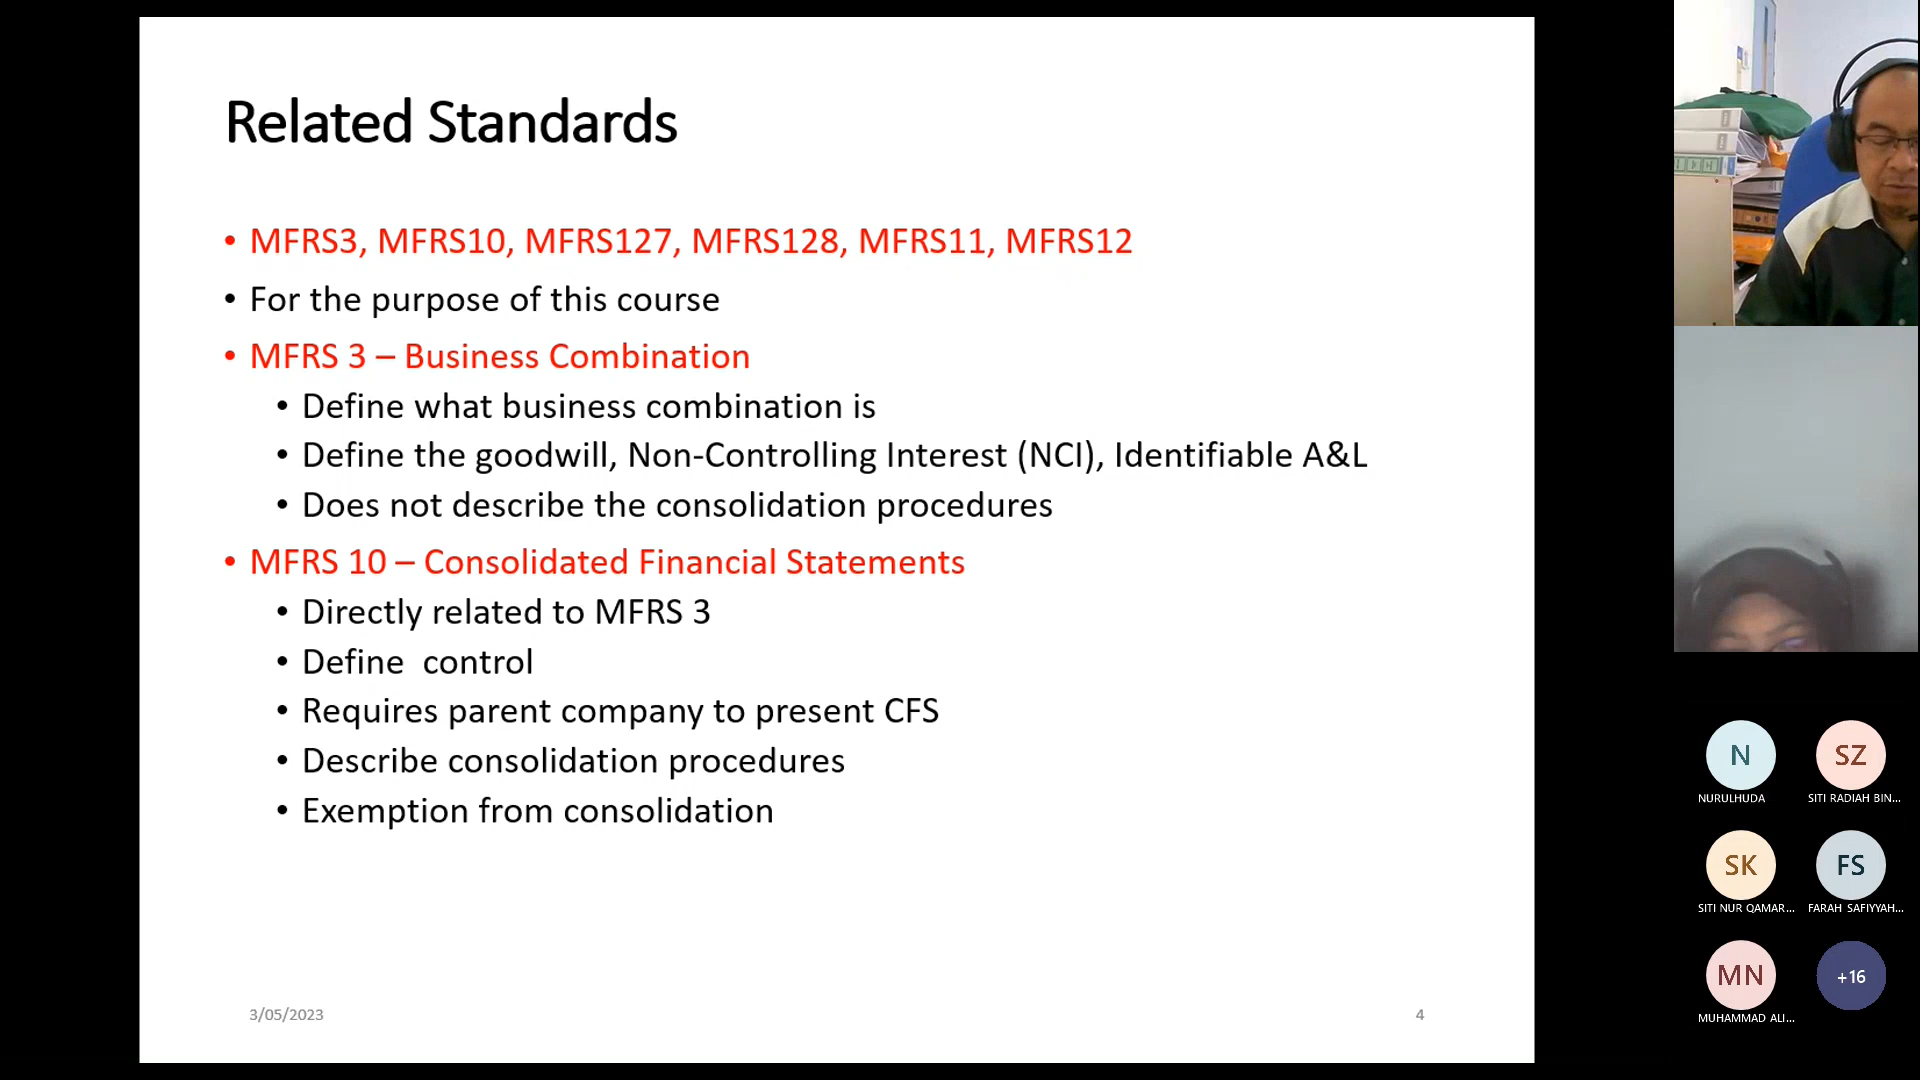 Related Standards
• MFRS3, MFRS10, MFRS127, MFRS128, MFRS11, MFRS12
• For the purpose of this course
• MFRS 3 – Business Combination
• Define what business combination is
• Define the goodwill, Non-Controlling Interest (NCI), Identifiable A&L
• Does not describe the consolidation procedures
• MFRS 10 – Consolidated Financial Statements
• Directly related to MFRS 3
• Define  control
• Requires parent company to present CFS
• Describe consolidation procedures
• Exemption from consolidation
3/05/2023
4
N
SZ
NURULHUDA
SITI RADIAH BIN...
SK
FS
SITI NUR QAMAR...
FARAH SAFIYYAH...
MN
+16
MUHAMMAD ALI...